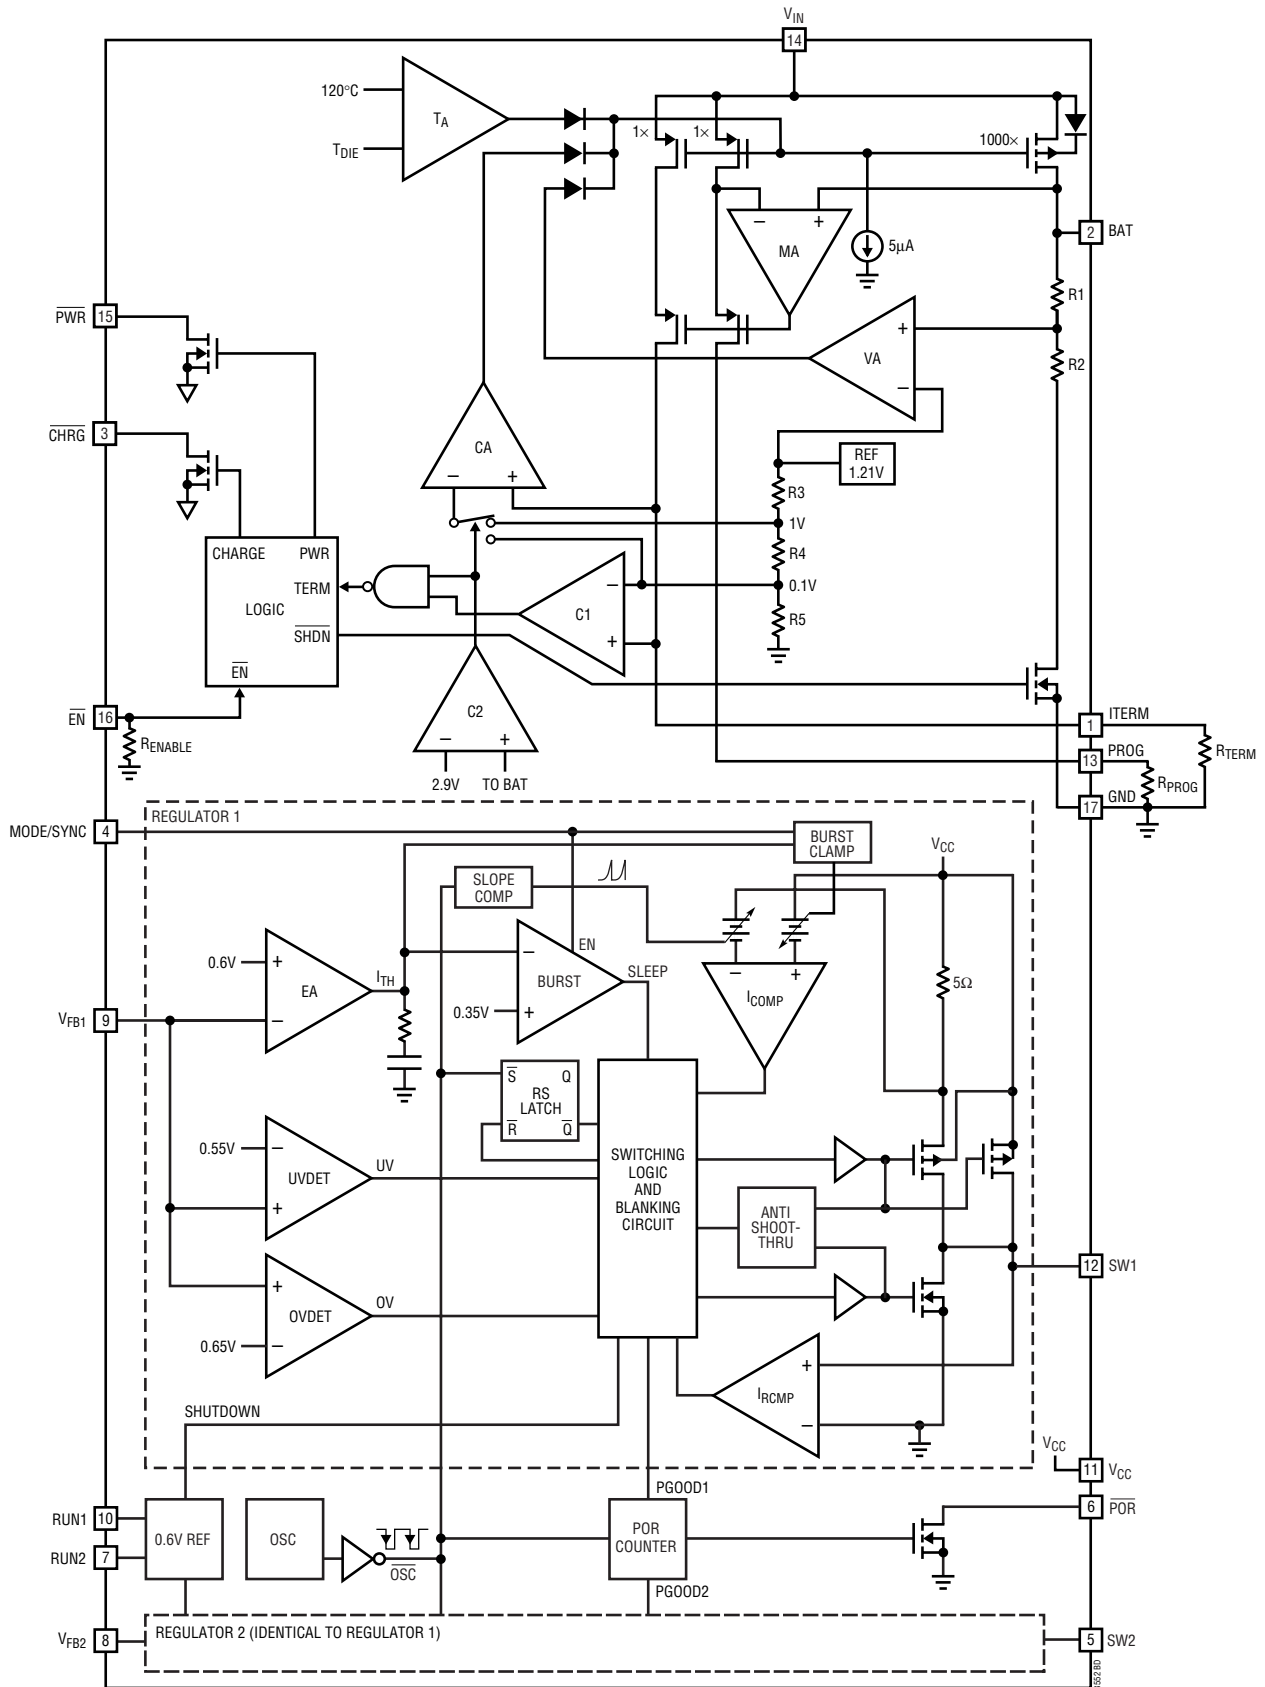 VIN
14
120°C
TA
TDIE
1×
1×
1000×
– +
MA
5µA
2
BAT
R1
PWR
15
+
VA
–
R2
CHRG
3
CA
– +
REF
1.21V
R3
1V
CHARGE PWR
TERM
LOGIC
SHDN
EN
–
C1
+
R4
0.1V
R5
EN
16
RENABLE
C2
– +
2.9V TO BAT
1
ITERM
13
PROG
RTERM
RPROG
17
GND
REGULATOR 1
MODE/SYNC
4
BURST
CLAMP
VCC
SLOPE
COMP
0.6V
+
EA
–
ITH
–
EN
BURST
SLEEP
0.35V
+
– +
ICOMP
5Ω
VFB1
9
S Q
RS
LATCH
R Q
0.55V
–
UVDET
+
UV
SWITCHING
LOGIC
AND
BLANKING
CIRCUIT
ANTI
SHOOT-
THRU
12
SW1
+
OVDET
–
OV
0.65V
+
IRCMP
–
SHUTDOWN
VCC
11
VCC
PGOOD1
6
POR
RUN1
10
0.6V REF
OSC
OSC
POR
COUNTER
RUN2
7
PGOOD2
VFB2
8
REGULATOR 2 (IDENTICAL TO REGULATOR 1)
5
SW2
3552 BD